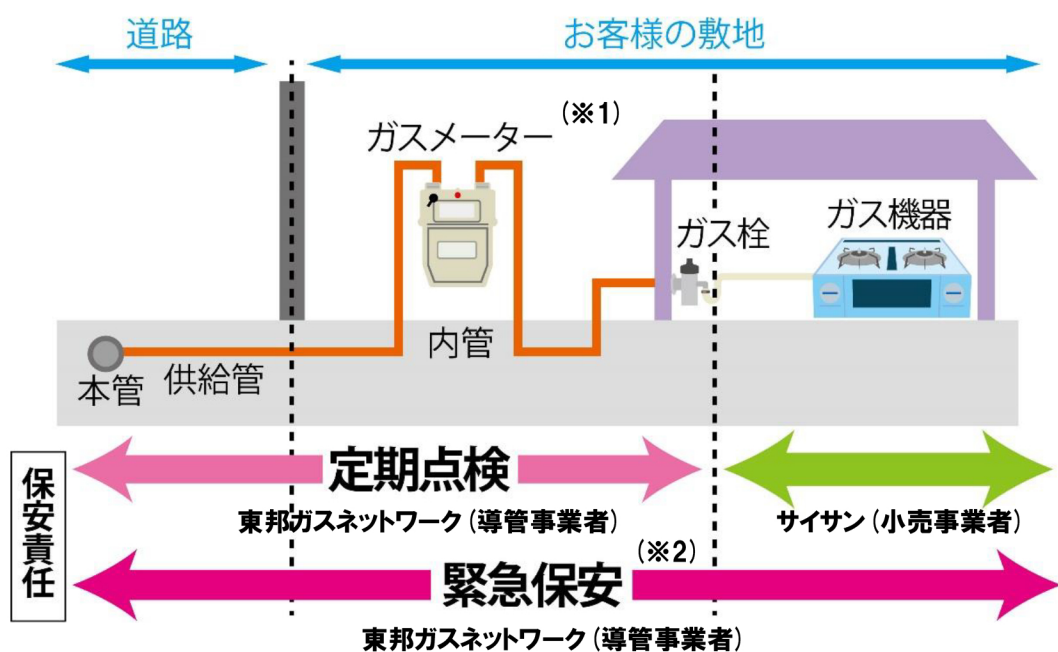 道路
お客様の敷地
ガスメーター(※1)
ガス栓
ガス機器
内管
本管
供給管
保安責任
定期点検
東邦ガスネットワーク(導管事業者)
サイサン(小売事業者)
緊急保安(※2)
東邦ガスネットワーク(導管事業者)